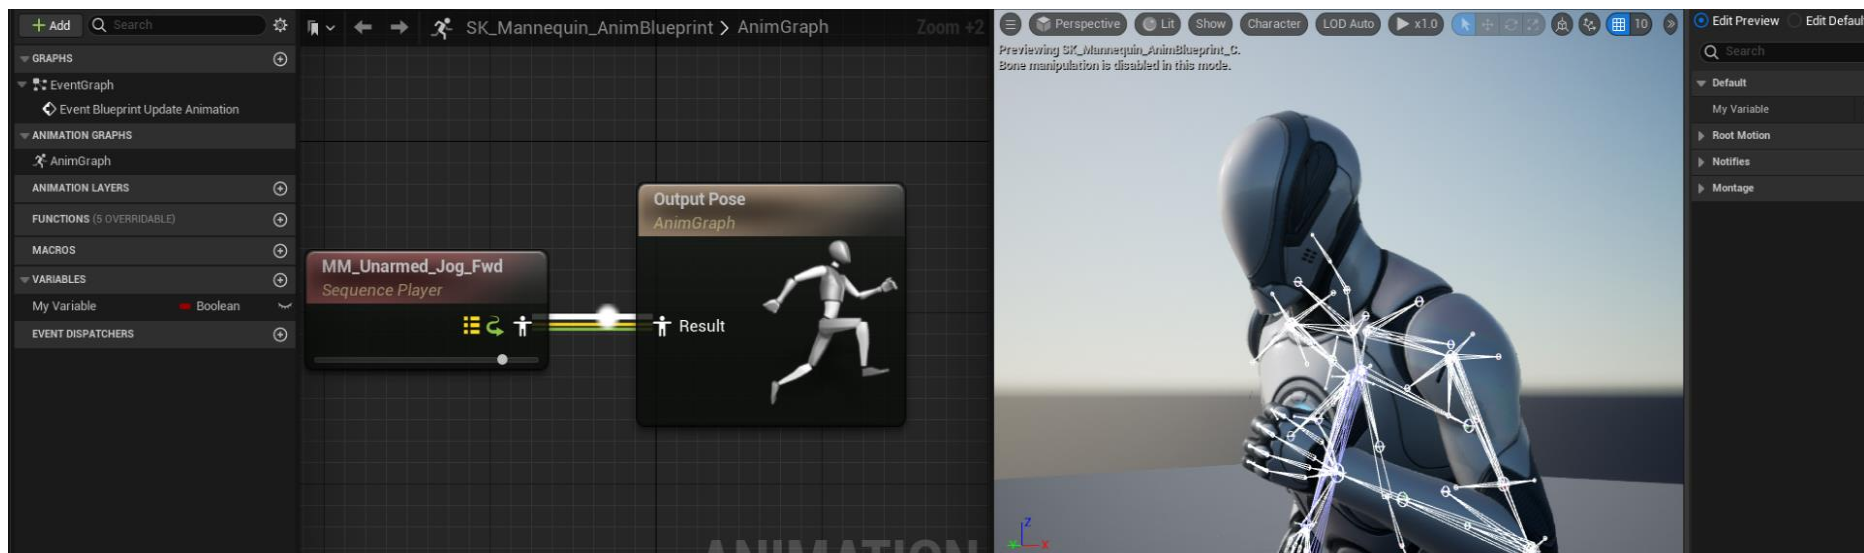 Add
Search
GRAPHS
EventGraph
Event Blueprint Update Animation
ANIMATION GRAPHS
AnimGraph
ANIMATION LAYERS
FUNCTIONS (5 OVERRIDABLE)
MACROS
VARIABLES
My Variable Boolean
EVENT DISPATCHERS
SK_Mannequin_AnimBlueprint > AnimGraph
Zoom +2
MM_Unarmed_Jog_Fwd
Sequence Player
Output Pose
AnimGraph
Result
ANIMATION
Perspective Lit Show Character LOD Auto x1.0 10
Previewing SK_Mannequin_AnimBlueprint_C.
Bone manipulation is disabled in this mode.
Z
X
Edit Preview Edit Default
Search
Default
My Variable
Root Motion
Notifies
Montage